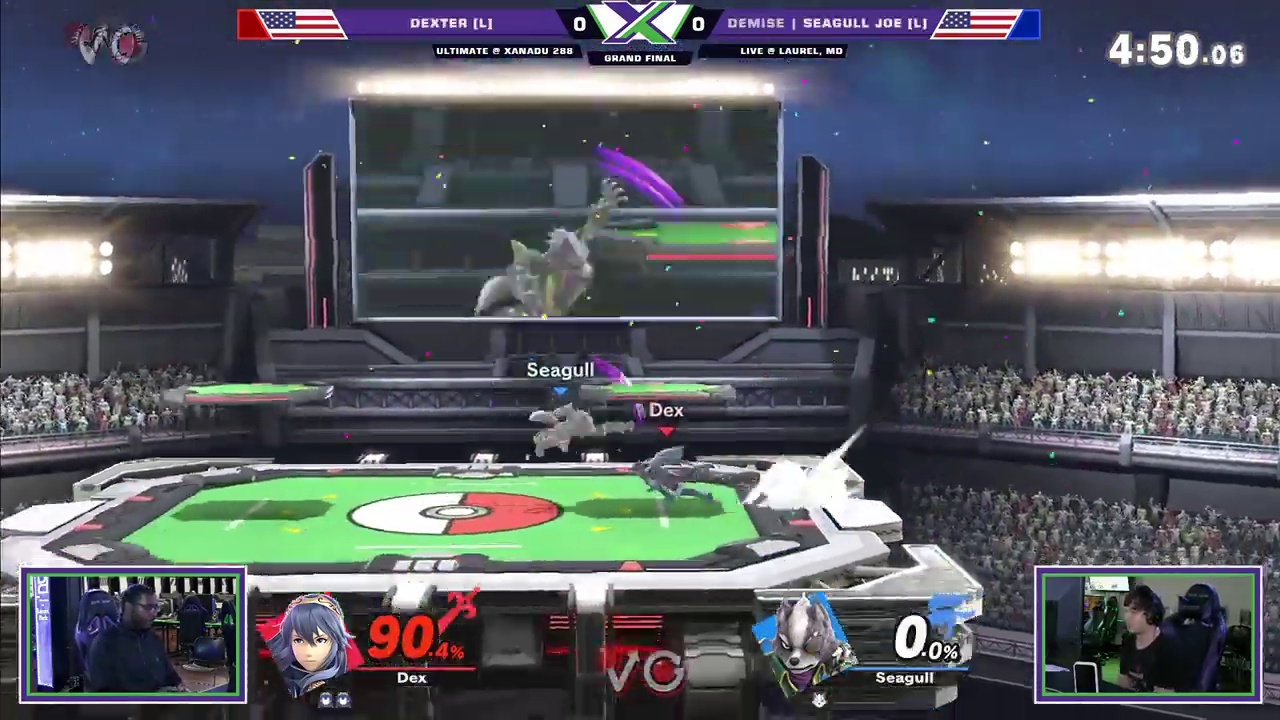 DEXTER [L]
0
0
DEMISE | SEAGULL JOE [L]
ULTIMATE @ XANADU 288
GRAND FINAL
LIVE @ LAUREL, MD
4:50.06
Seagull
Dex
90.4%
Dex
0.0%
Seagull